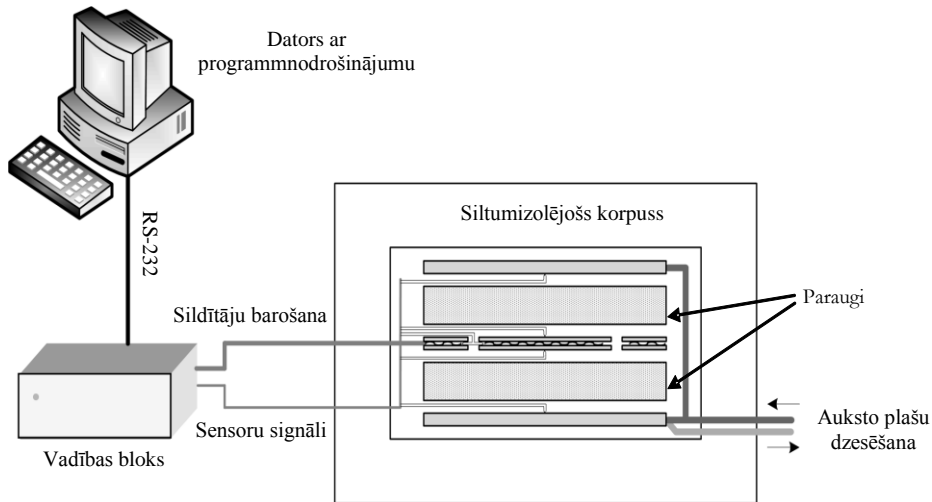 Dators ar
programmnodrošinājumu
RS-232
Siltumizolējošs korpuss
Paraugi
Sildītāju barošana
Sensoru signāli
Vadības bloks
Auksto plašu
dzesēšana